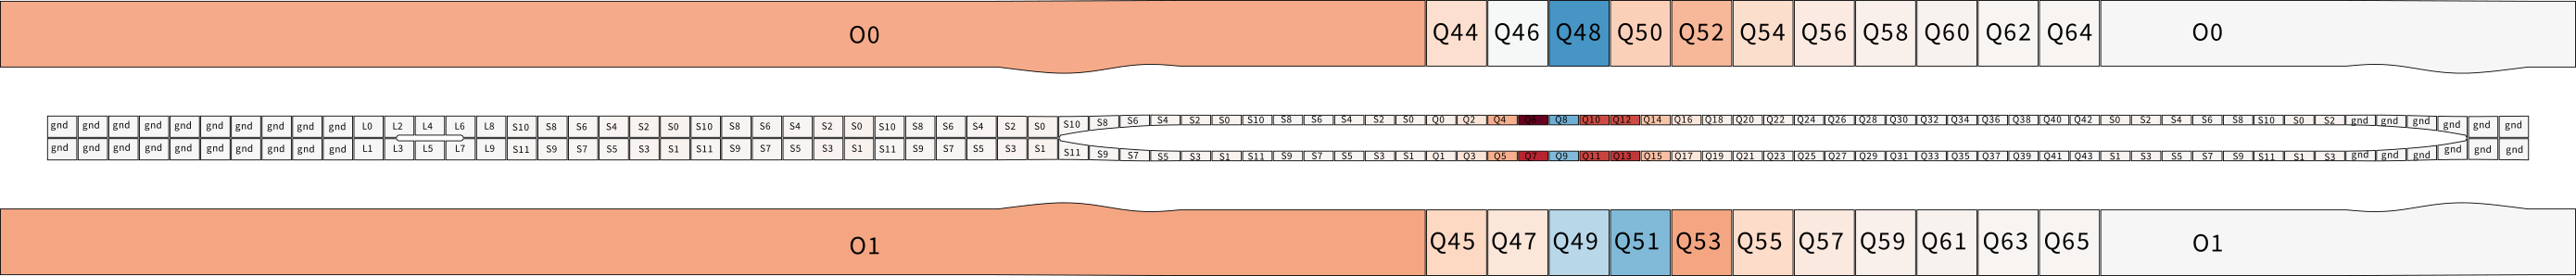 O0 Q44 Q46 Q48 Q50 Q52 Q54 Q56 Q58 Q60 Q62 Q64 O0
gnd gnd gnd gnd gnd gnd gnd gnd gnd gnd L0 L2 L4 L6 L8 S10 S8 S6 S4 S2 S0 S10 S8 S6 S4 S2 S0 S10 S8 S6 S4 S2 S0 S10 S8 S6 S4 S2 S0 S10 S8 S6 S4 S2 S0 Q0 Q2 Q4 Q6 Q8 Q10 Q12 Q14 Q16 Q18 Q20 Q22 Q24 Q26 Q28 Q30 Q32 Q34 Q36 Q38 Q40 Q42 S0 S2 S4 S6 S8 S10 S0 S2 gnd gnd gnd gnd gnd gnd
gnd gnd gnd gnd gnd gnd gnd gnd gnd gnd L1 L3 L5 L7 L9 S11 S9 S7 S5 S3 S1 S11 S9 S7 S5 S3 S1 S11 S9 S7 S5 S3 S1 S11 S9 S7 S5 S3 S1 S11 S9 S7 S5 S3 S1 Q1 Q3 Q5 Q7 Q9 Q11 Q13 Q15 Q17 Q19 Q21 Q23 Q25 Q27 Q29 Q31 Q33 Q35 Q37 Q39 Q41 Q43 S1 S3 S5 S7 S9 S11 S1 S3 gnd gnd gnd gnd gnd gnd
O1 Q45 Q47 Q49 Q51 Q53 Q55 Q57 Q59 Q61 Q63 Q65 O1